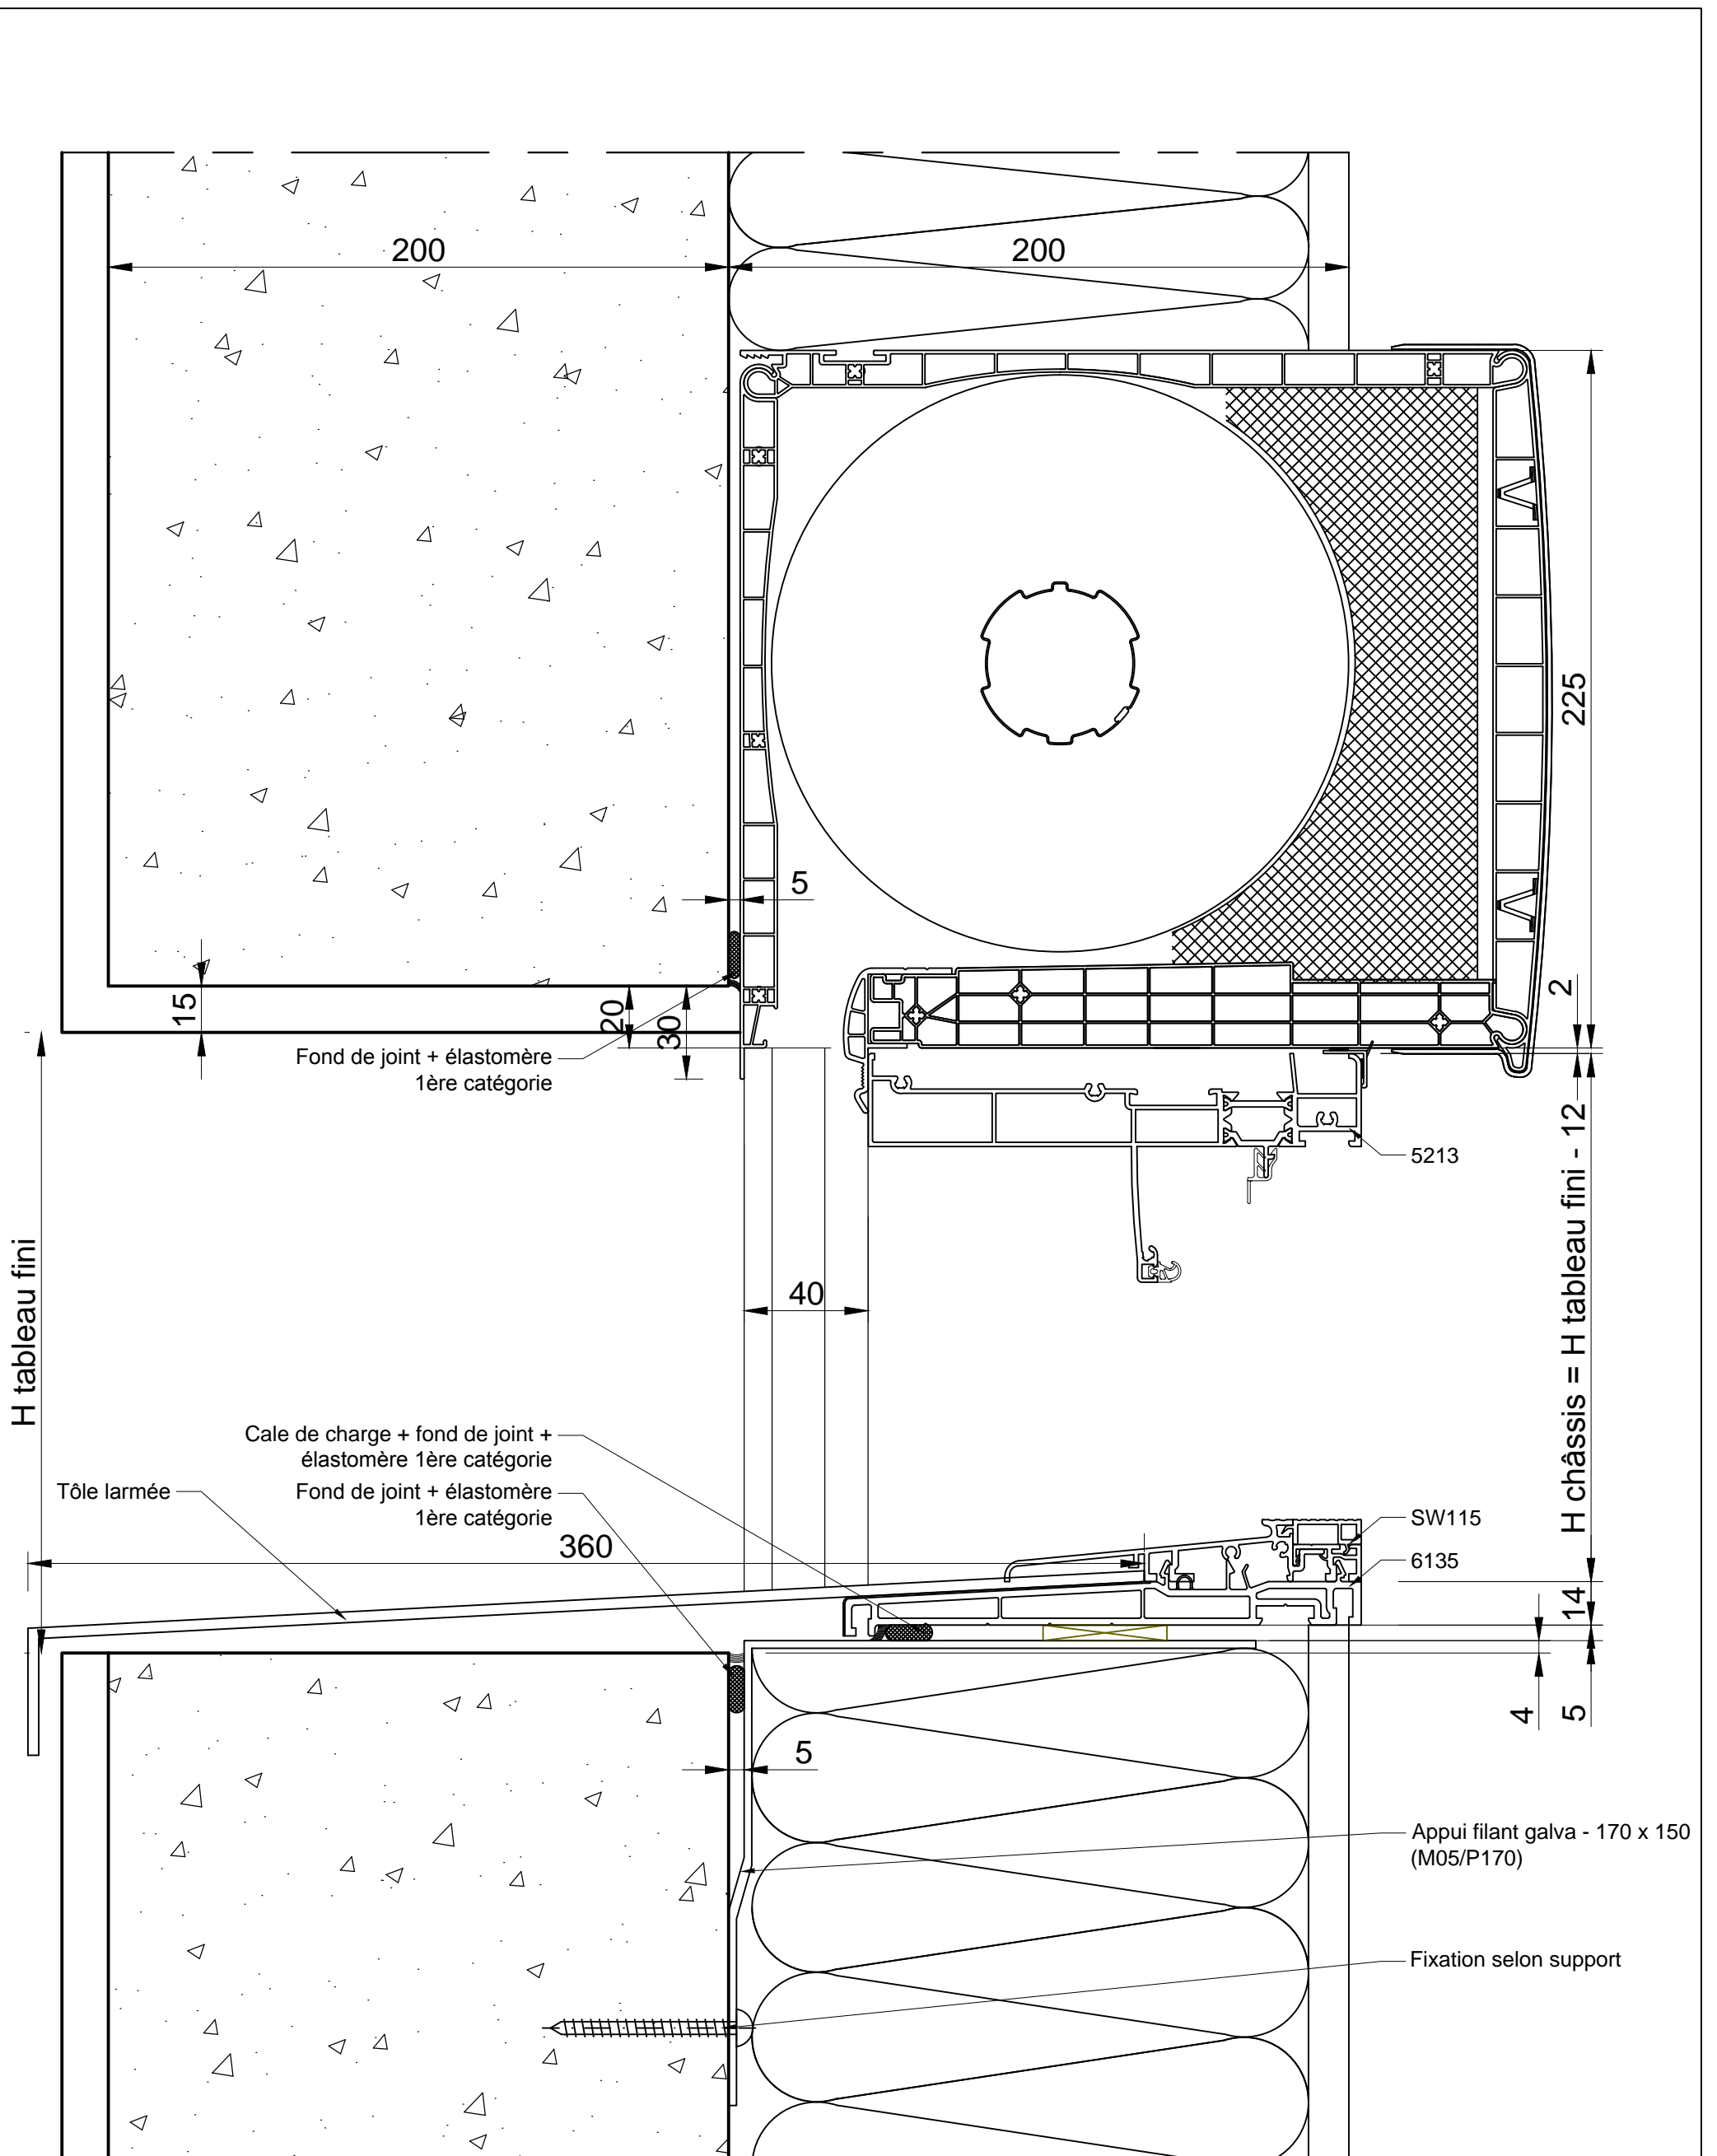 200
200
225
5
15
20
30
2
Fond de joint + élastomère
1ère catégorie
5213
H châssis = H tableau fini - 12
H tableau fini
40
Cale de charge + fond de joint +
élastomère 1ère catégorie
Tôle larmée
Fond de joint + élastomère
1ère catégorie
SW115
360
6135
14
4
5
5
Appui filant galva - 170 x 150
(M05/P170)
Fixation selon support